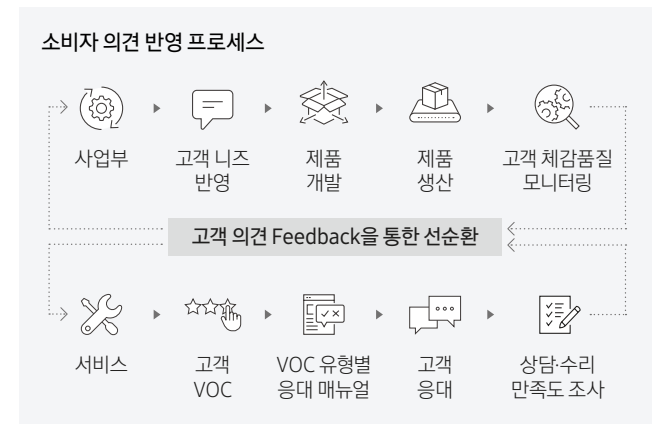 소비자 의견 반영 프로세스
사업부
고객 니즈
반영
제품
개발
제품
생산
고객 체감품질
모니터링
고객 의견 Feedback을 통한 선순환
서비스
고객
VOC
VOC 유형별
응대 매뉴얼
고객
응대
상담·수리
만족도 조사